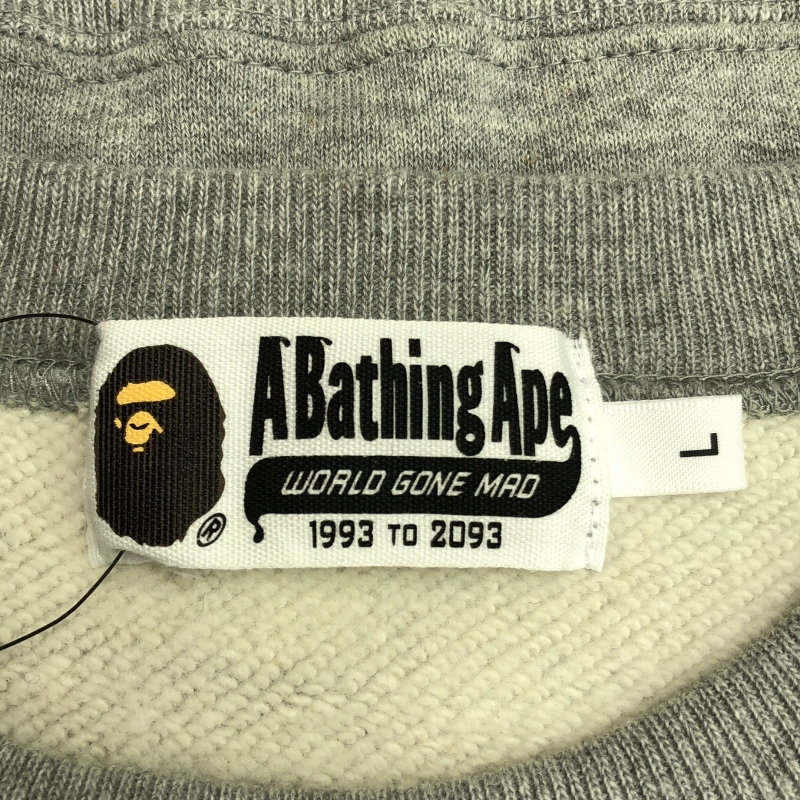 A Bathing Ape
WORLD GONE MAD
1993 TO 2093
®
L